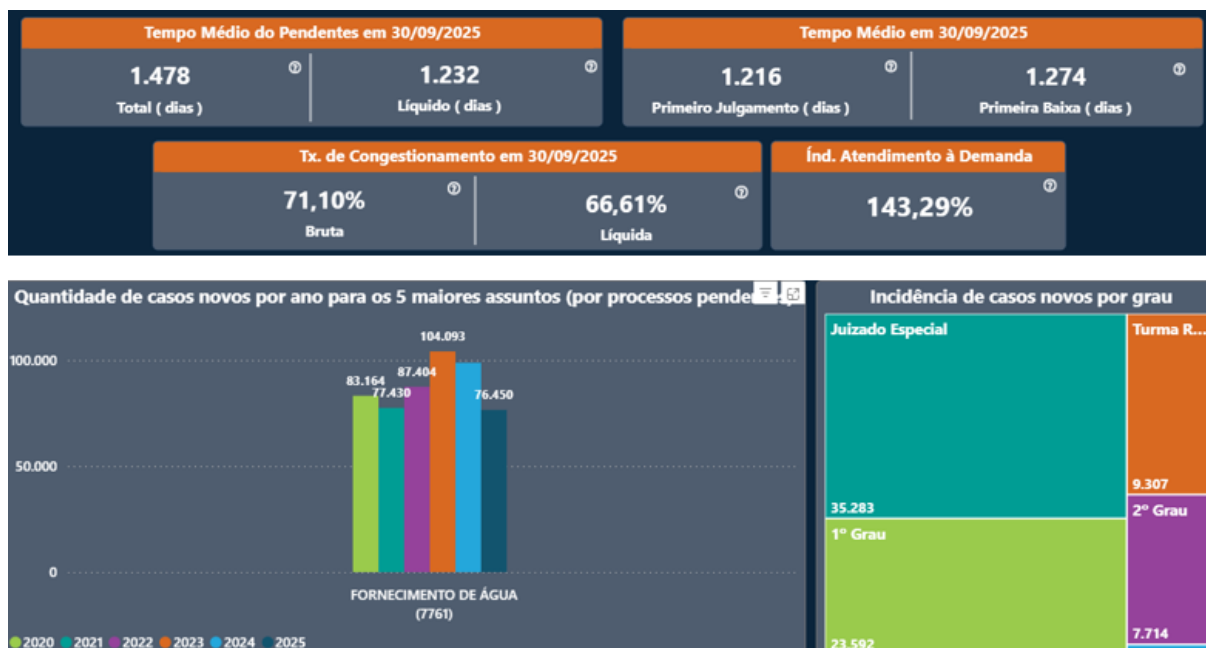 Tempo Médio do Pendentes em 30/09/2025
1.478
Total ( dias )
1.232
Líquido ( dias )
Tempo Médio em 30/09/2025
1.216
Primeiro Julgamento ( dias )
1.274
Primeira Baixa ( dias )
Tx. de Congestionamento em 30/09/2025
71,10%
Bruta
66,61%
Líquida
Índ. Atendimento à Demanda
143,29%
Quantidade de casos novos por ano para os 5 maiores assuntos (por processos
100.000
50.000
0
83.164
77.430
87.404
104.093
76.450
FORNECIMENTO DE ÁGUA
(7761)
2020 2021 2022 2023 2024 2025
Incidência de casos novos por grau
Juizado Especial
35.283
1º Grau
23.592
Turma R...
9.307
2º Grau
7.714